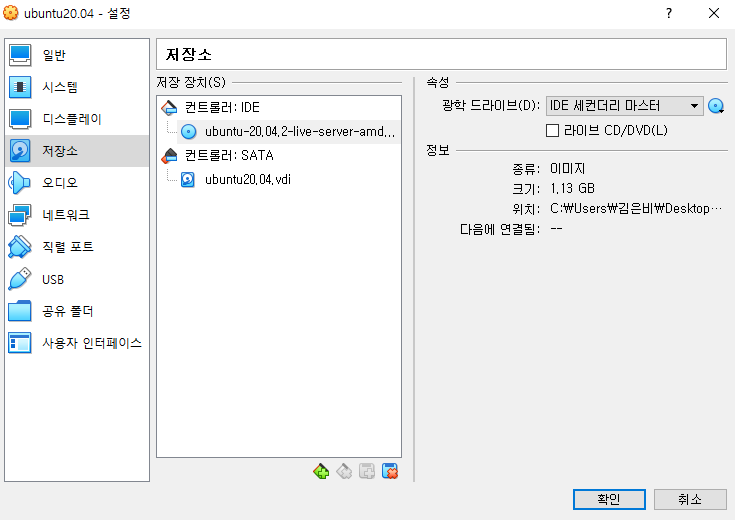 ubuntu20.04 - 설정
?
일반
시스템
디스플레이
저장소
오디오
네트워크
직렬 포트
USB
공유 폴더
사용자 인터페이스
저장소
저장 장치(S)
컨트롤러: IDE
ubuntu-20,04,2-live-server-amd...
컨트롤러: SATA
ubuntu20,04,vdi
속성
광학 드라이브(D): IDE 세컨더리 마스터
라이브 CD/DVD(L)
정보
종류: 이미지
크기: 1,13 GB
위치: C:₩Users₩김은비₩Desktop...
다음에 연결됨: --
확인
취소